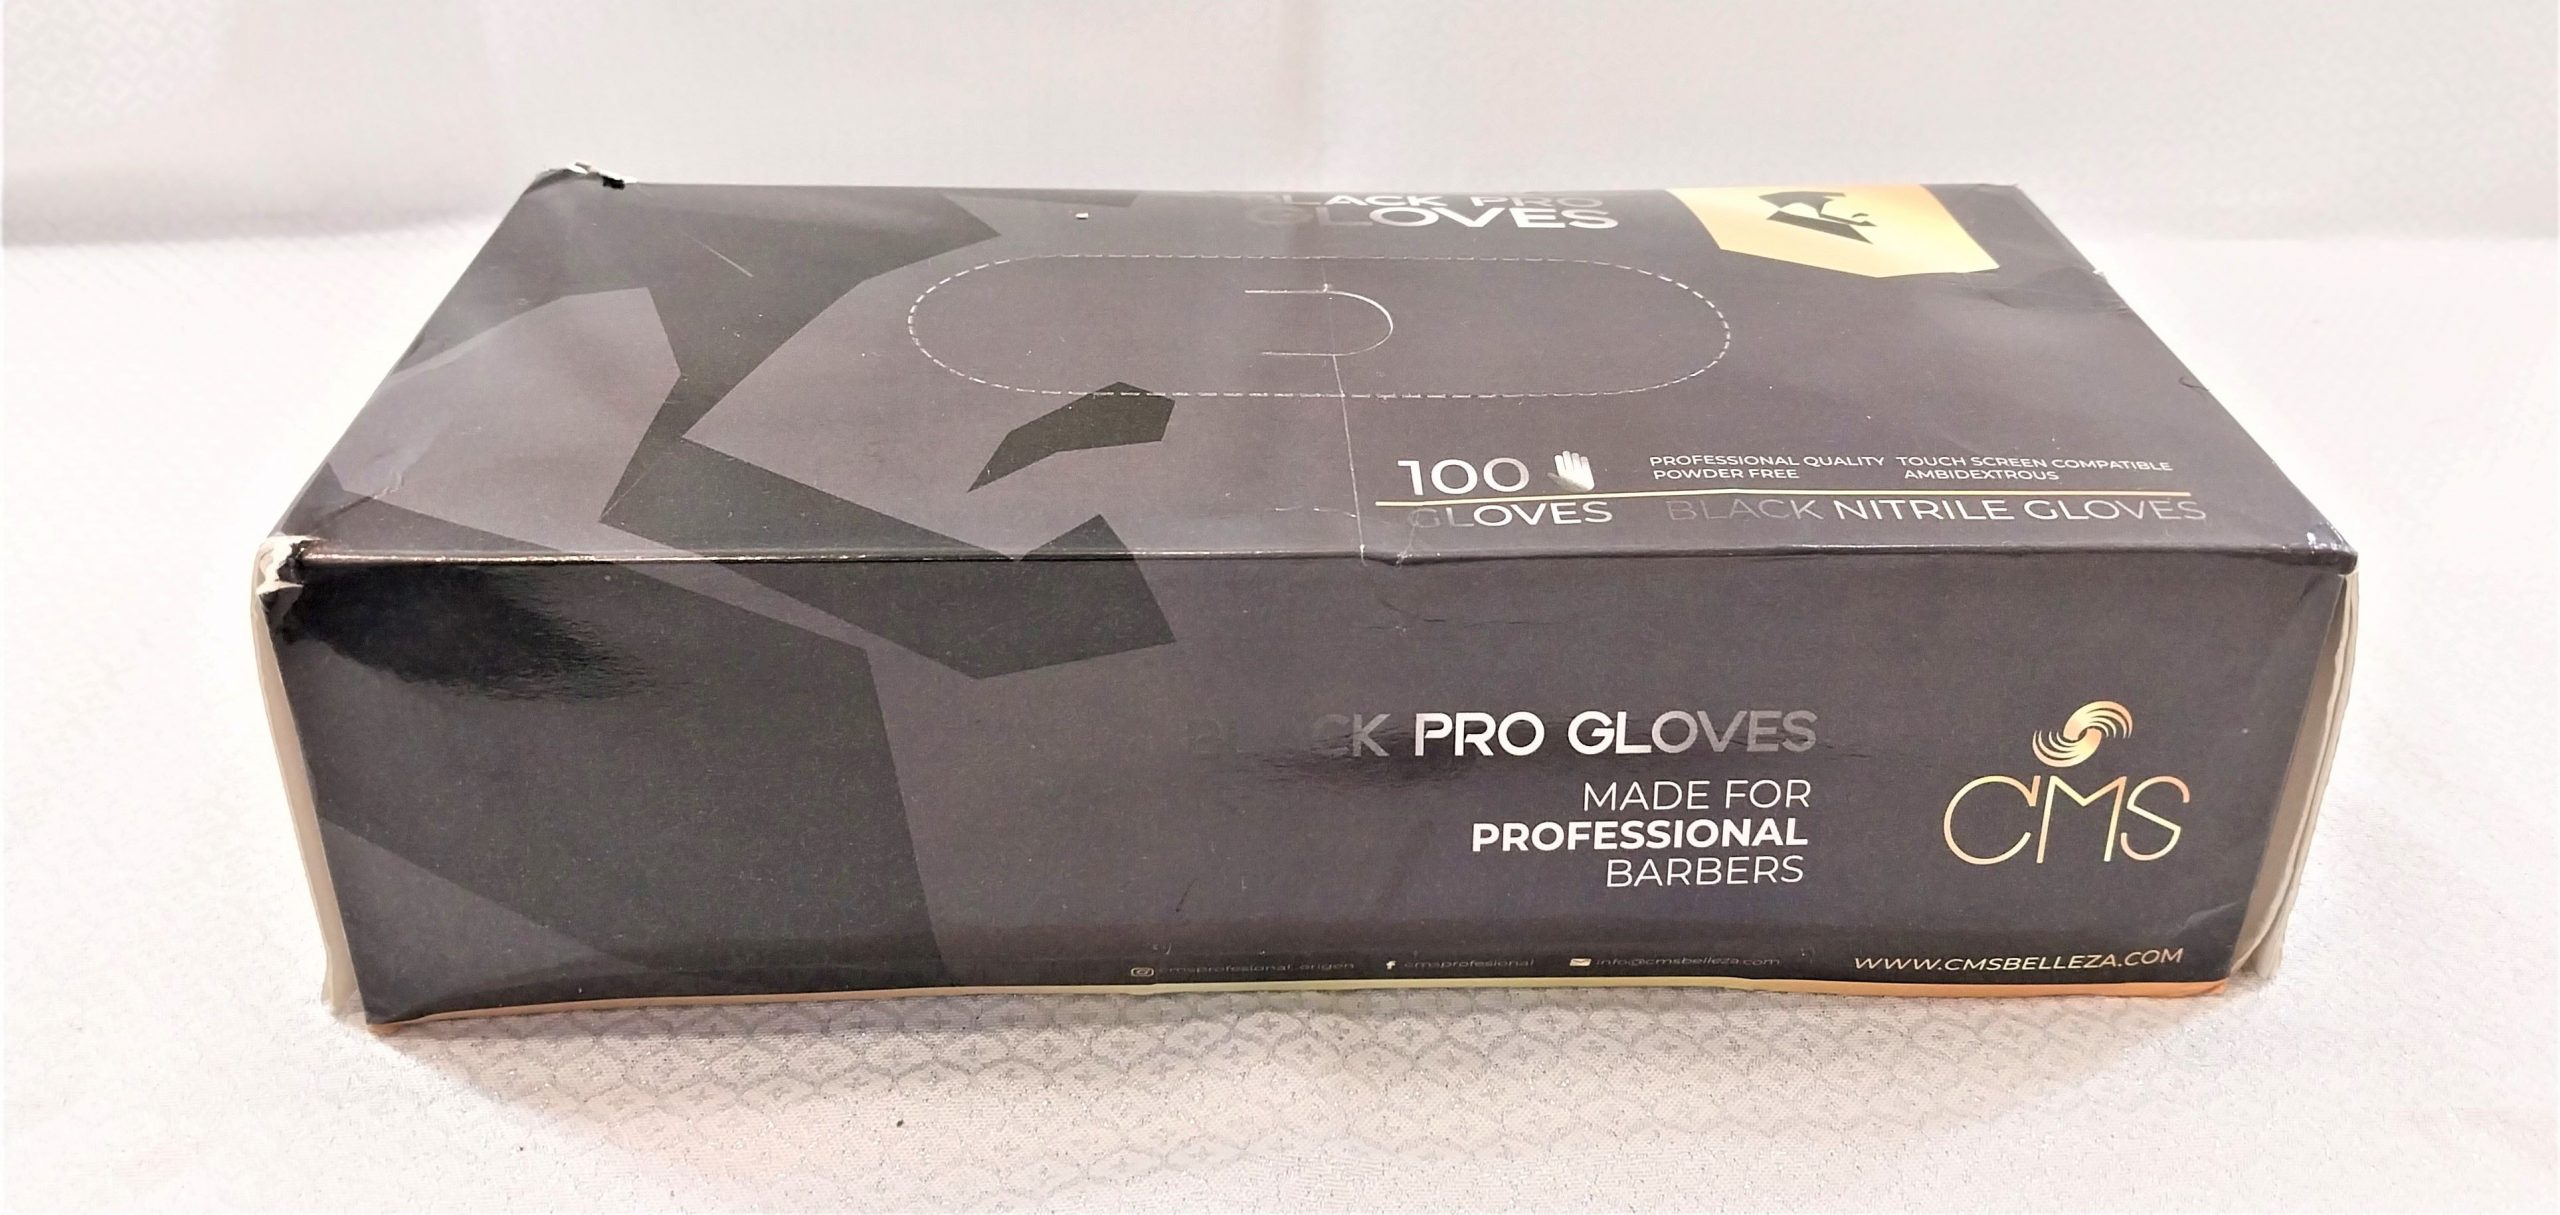 BLACK PRO
GLOVES
100
GLOVES
PROFESSIONAL QUALITY TOUCH SCREEN COMPATIBLE
POWDER FREE AMBIDEXTROUS
BLACK NITRILE GLOVES
BLACK PRO GLOVES
MADE FOR
PROFESSIONAL
BARBERS
CMS
cmsprofesional_origen cmsprofesional info@cmsbelleza.com WWW.CMSBELLEZA.COM